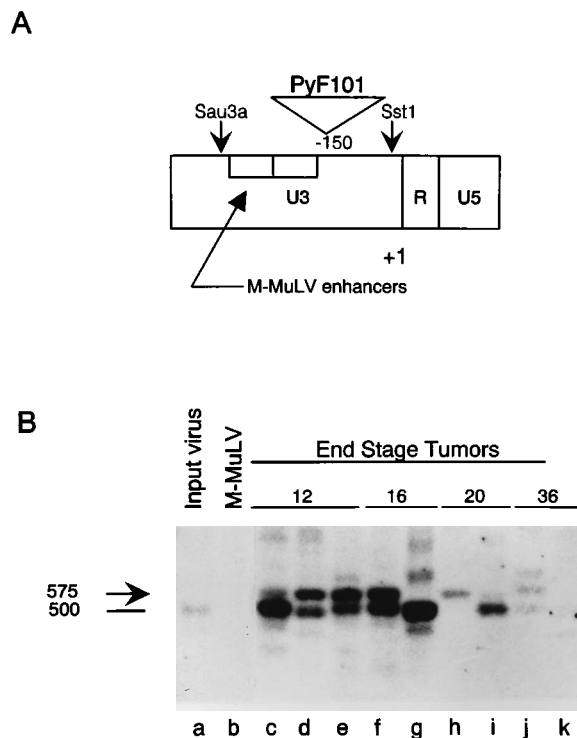 A
PyF101
Sau3a
Sst1
-150
U3
R
U5
+1
M-MuLV enhancers
B
Input virus
M-MuLV
End Stage Tumors
12 16 20 36
575
500
a b c d e f g h i j k